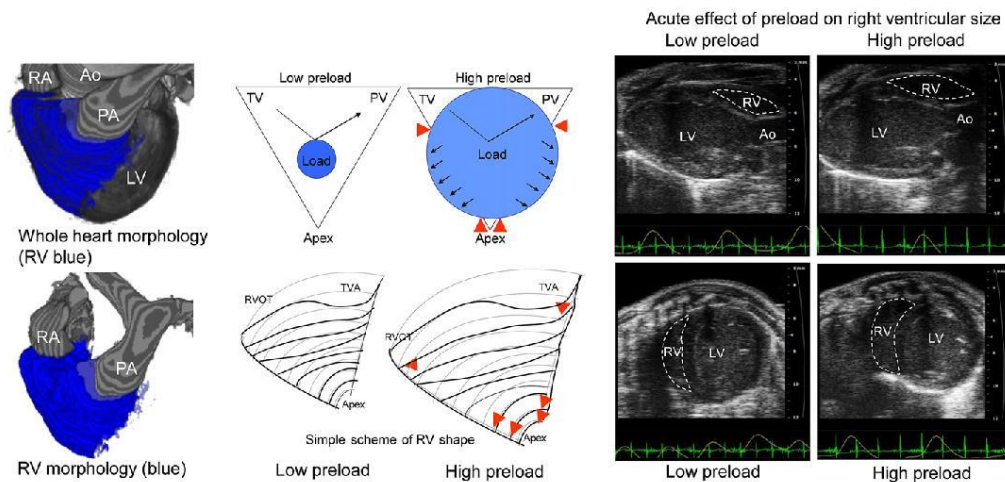 RA
Ao
PA
LV
Whole heart morphology
(RV blue)
RA
PA
RV morphology (blue)
Low preload
TV
PV
Load
Apex
High preload
TV
PV
Load
Apex
RVOT
TVA
Apex
RVOT
TVA
Apex
Simple scheme of RV shape
Low preload
High preload
Acute effect of preload on right ventricular size
Low preload
High preload
RV
LV
Ao
RV
LV
Ao
RV
LV
RV
LV
Low preload
High preload